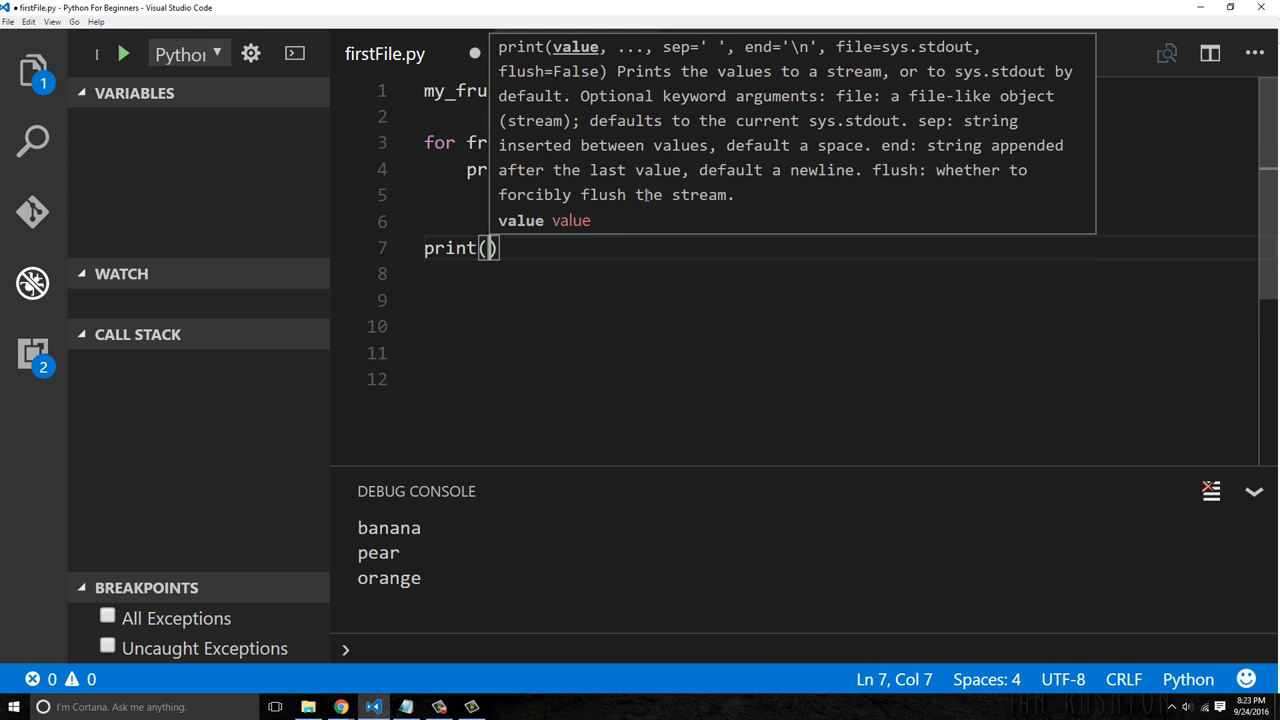 ● firstFile.py - Python For Beginners - Visual Studio Code
File Edit View Go Help
1
Python ▼
VARIABLES
WATCH
CALL STACK
2
BREAKPOINTS
All Exceptions
Uncaught Exceptions
firstFile.py
print(value, ..., sep=' ', end='\n', file=sys.stdout,
flush=False) Prints the values to a stream, or to sys.stdout by
default. Optional keyword arguments: file: a file-like object
(stream); defaults to the current sys.stdout. sep: string
inserted between values, default a space. end: string appended
after the last value, default a newline. flush: whether to
forcibly flush the stream.
value value
1 my_fru
2
3 for fr
4 pr
5
6
7 print()
8
9
10
11
12
DEBUG CONSOLE
banana
pear
orange
0 0
Ln 7, Col 7 Spaces: 4 UTF-8 CRLF Python
I'm Cortana. Ask me anything.
8:23 PM
9/24/2016